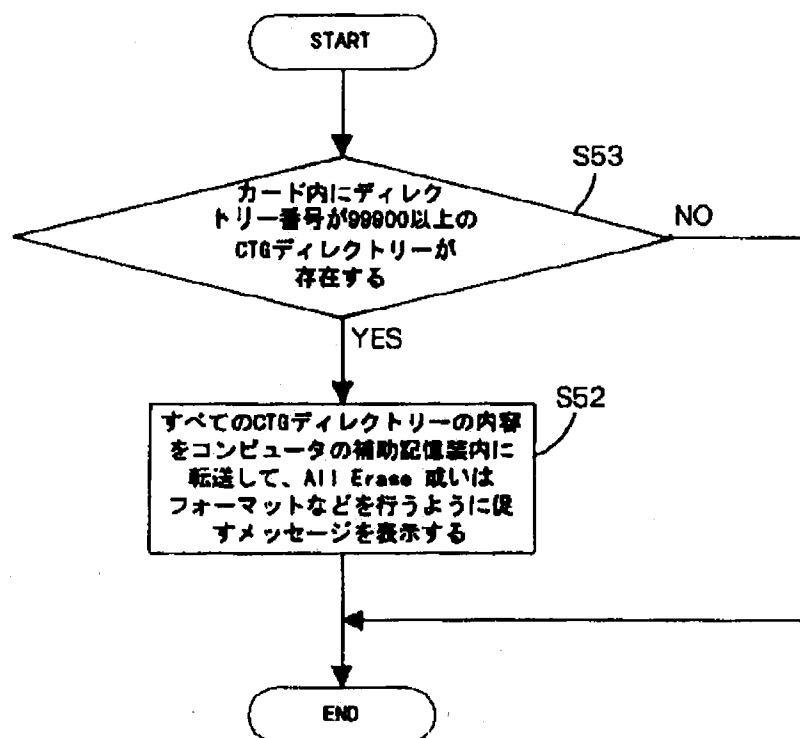 START
S53
カード内にディレク
トリー番号が99900以上の
CTGディレクトリーが
存在する
NO
YES
S52
すべてのCTGディレクトリーの内容
をコンピュータの補助記憶装内に
転送して、All Erase 或いは
フォーマットなどを行うように促
すメッセージを表示する
END